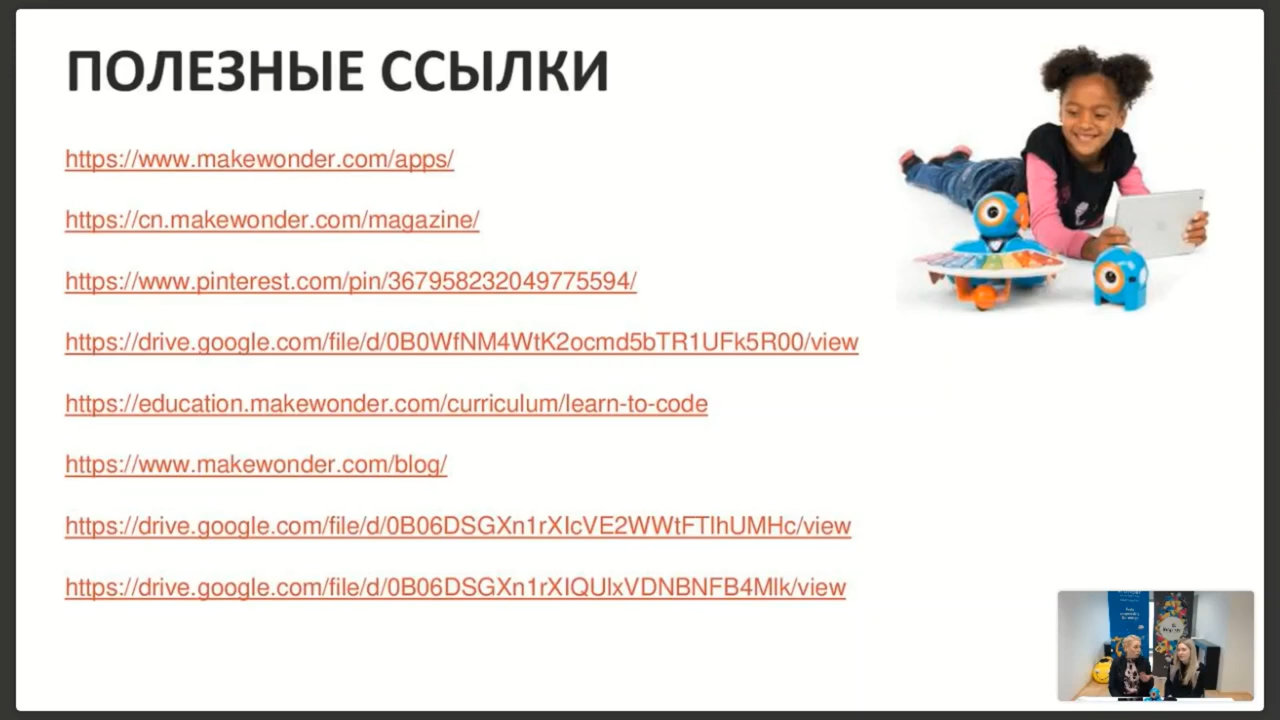 ПОЛЕЗНЫЕ ССЫЛКИ
https://www.makewonder.com/apps/
https://cn.makewonder.com/magazine/
https://www.pinterest.com/pin/367958232049775594/
https://drive.google.com/file/d/0B0WfNM4WtK2ocmd5bTR1UFk5R00/view
https://education.makewonder.com/curriculum/learn-to-code
https://www.makewonder.com/blog/
https://drive.google.com/file/d/0B06DSGXn1rXIcVE2WWtFTlhUMHc/view
https://drive.google.com/file/d/0B06DSGXn1rXIQUlxVDNBNFB4Mlk/view